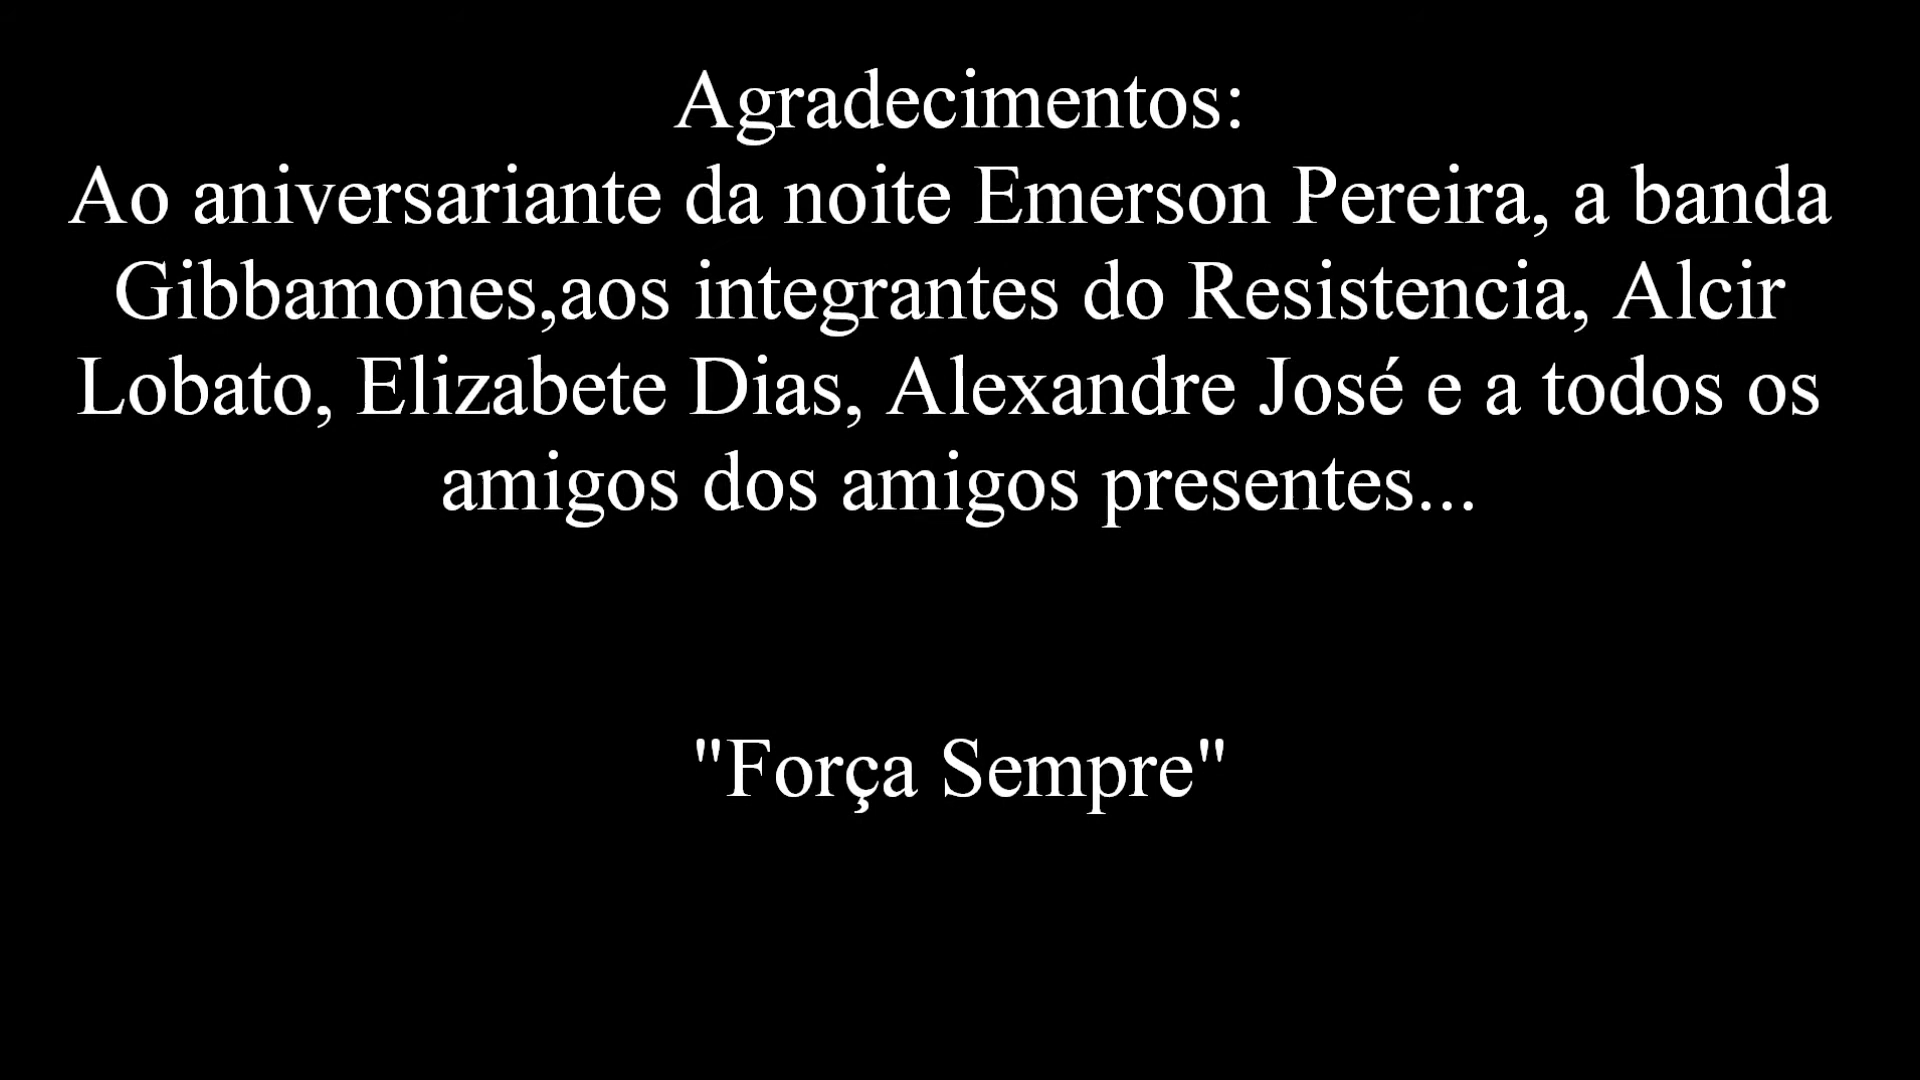 Agradecimentos:
Ao aniversariante da noite Emerson Pereira, a banda
Gibbamones,aos integrantes do Resistencia, Alcir
Lobato, Elizabete Dias, Alexandre José e a todos os
amigos dos amigos presentes...
"Força Sempre"